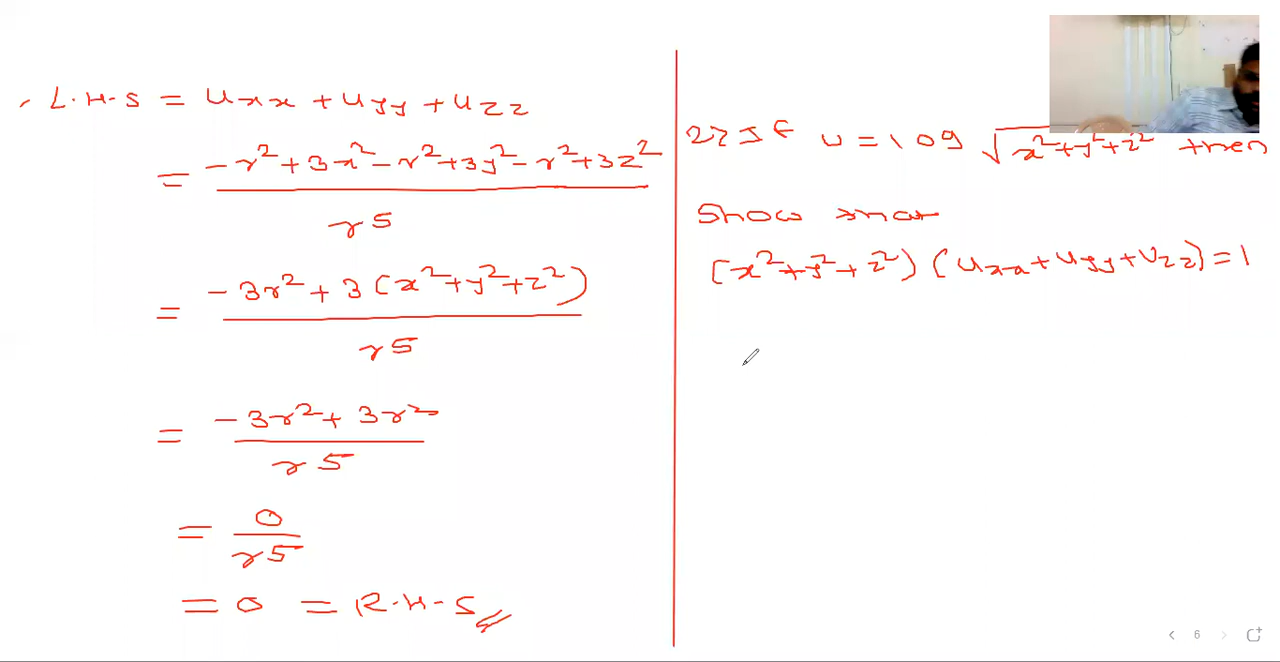 L.H.S = uxx + uyy + uzz
= -r² + 3x² - r² + 3y² - r² + 3z² / r5
= -3r² + 3(x² + y² + z²) / r5
= -3r² + 3r² / r5
= 0 / r5
= 0 = R.H.S
2) If u = log √x² + y² + z² then
Show that
(x² + y² + z²) (uxx + uyy + uzz) = 1
6